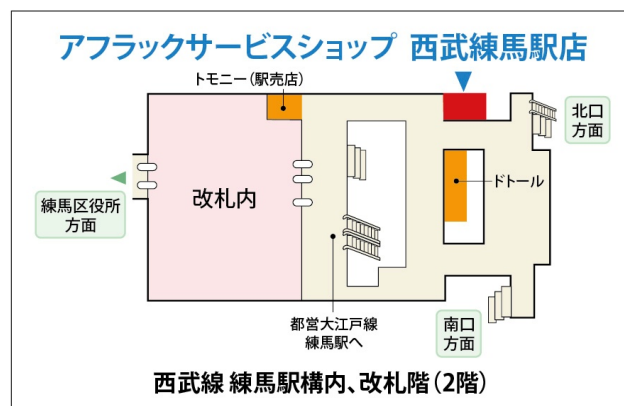 アフラックサービスショップ 西武練馬駅店
トモニー(駅売店)
北口
方面
ドトール
改札内
練馬区役所
方面
都営大江戸線
練馬駅へ
南口
方面
西武線 練馬駅構内、改札階(2階)